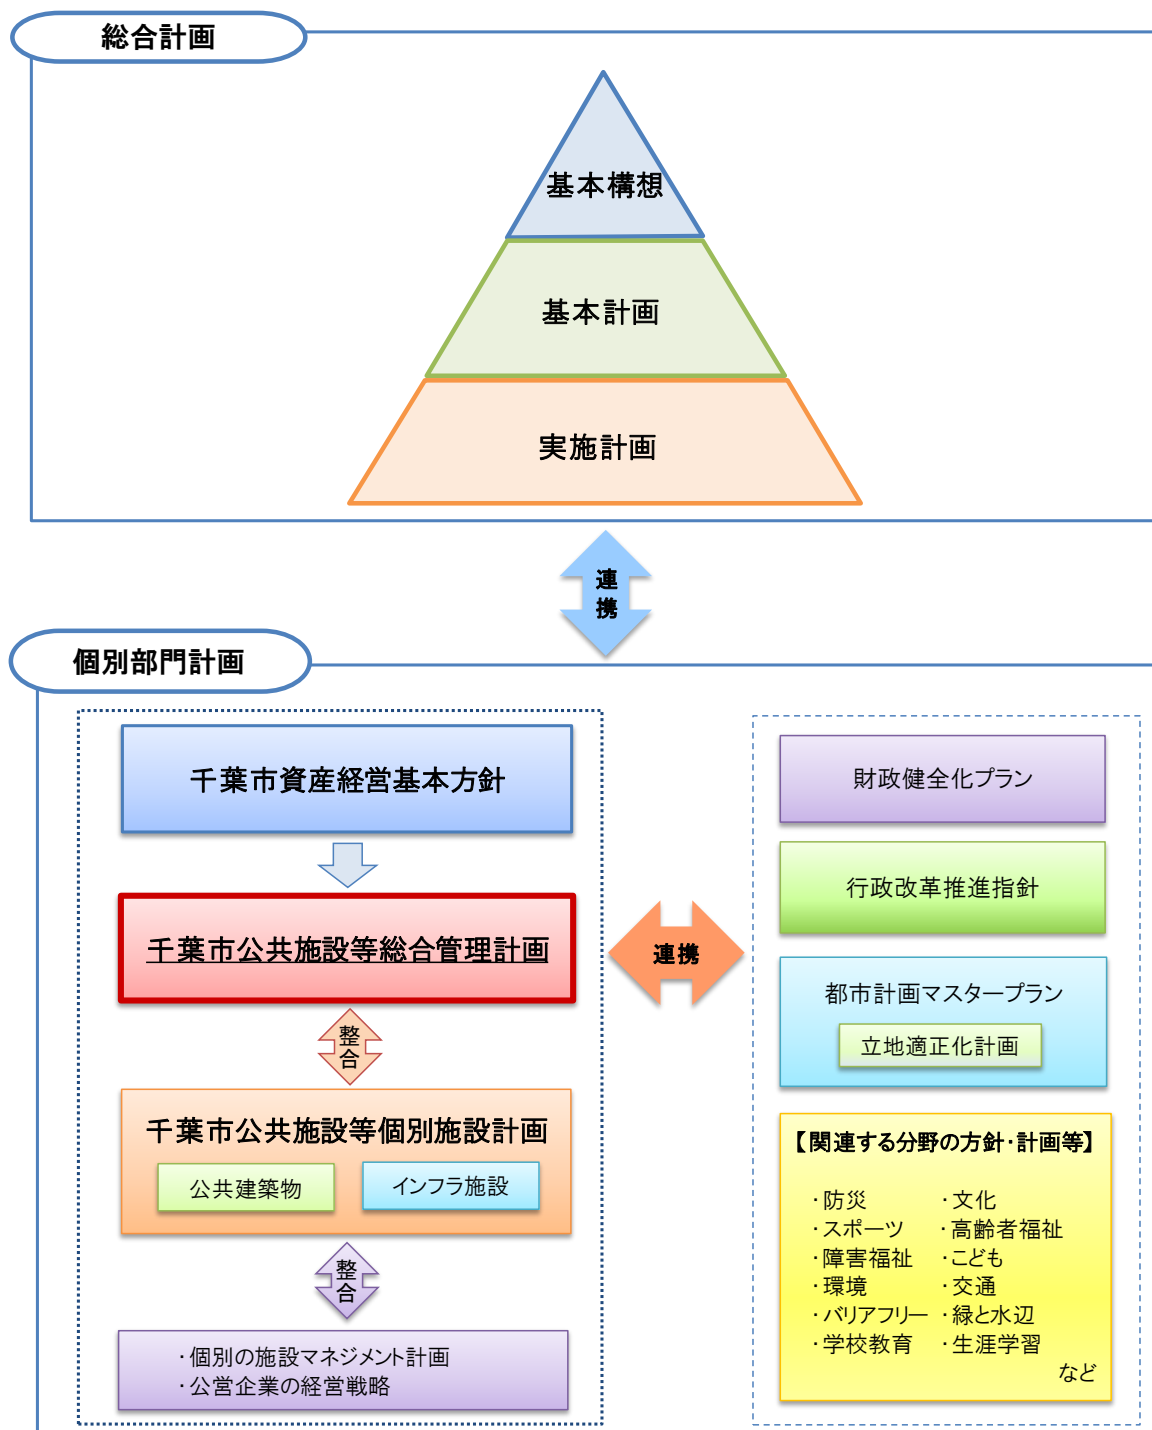 総合計画
基本構想
基本計画
実施計画
連
携
個別部門計画
千葉市資産経営基本方針
千葉市公共施設等総合管理計画
整
合
千葉市公共施設等個別施設計画
公共建築物
インフラ施設
整
合
・個別の施設マネジメント計画
・公営企業の経営戦略
連携
財政健全化プラン
行政改革推進指針
都市計画マスタープラン
立地適正化計画
【関連する分野の方針・計画等】
・防災 ・文化
・スポーツ ・高齢者福祉
・障害福祉 ・こども
・環境 ・交通
・バリアフリー ・緑と水辺
・学校教育 ・生涯学習
など